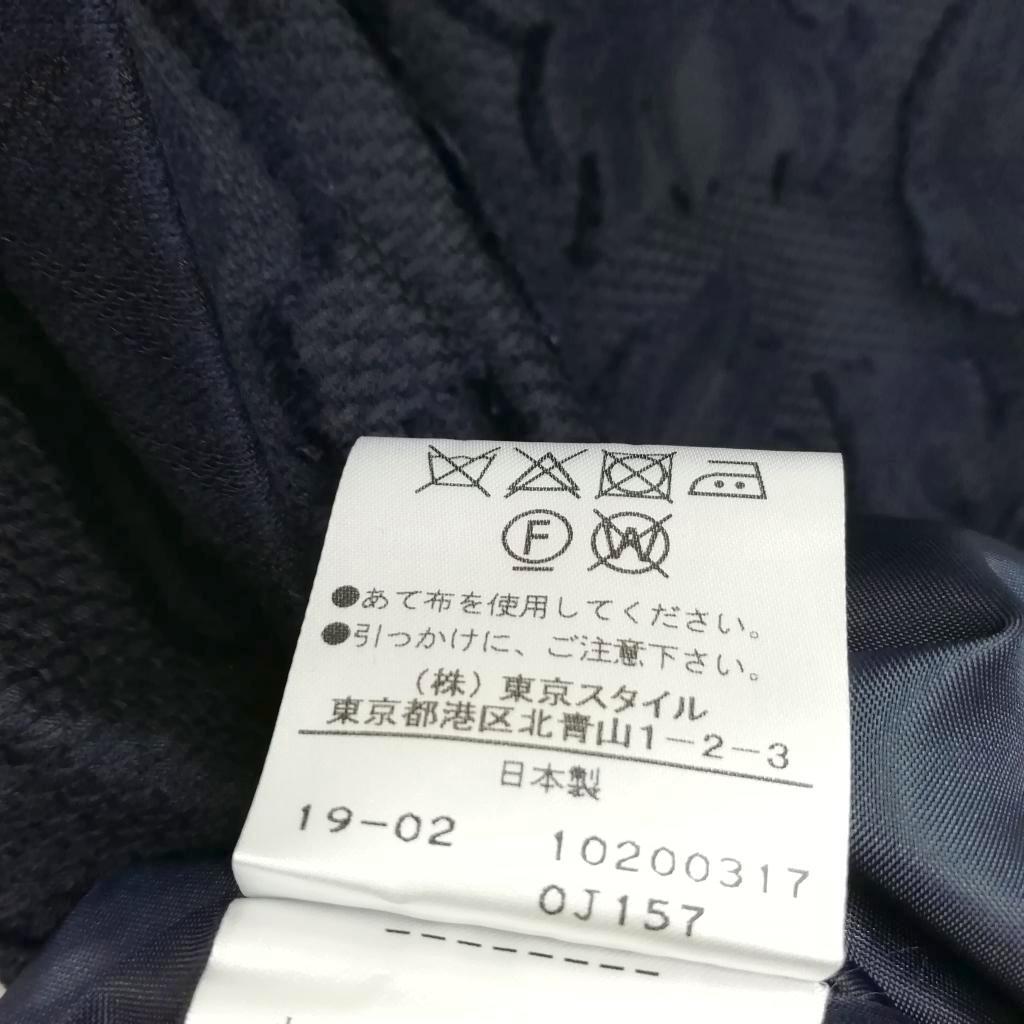 F W
●あて布を使用してください。
●引っかけに、ご注意下さい。
(株)東京スタイル
東京都港区北青山1-2-3
日本製
19-02 10200317
0J157